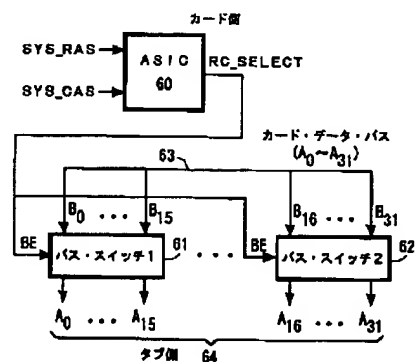 カード側
SYS_RAS
ASIC
60
RC_SELECT
SYS_CAS
カード・データ・バス
(A0~A31)
63
B0 ... B15
B16 ... B31
BE
バス・スイッチ1
61
...
BE
バス・スイッチ2
62
A0 ... A15
A16 ... A31
タブ側 64